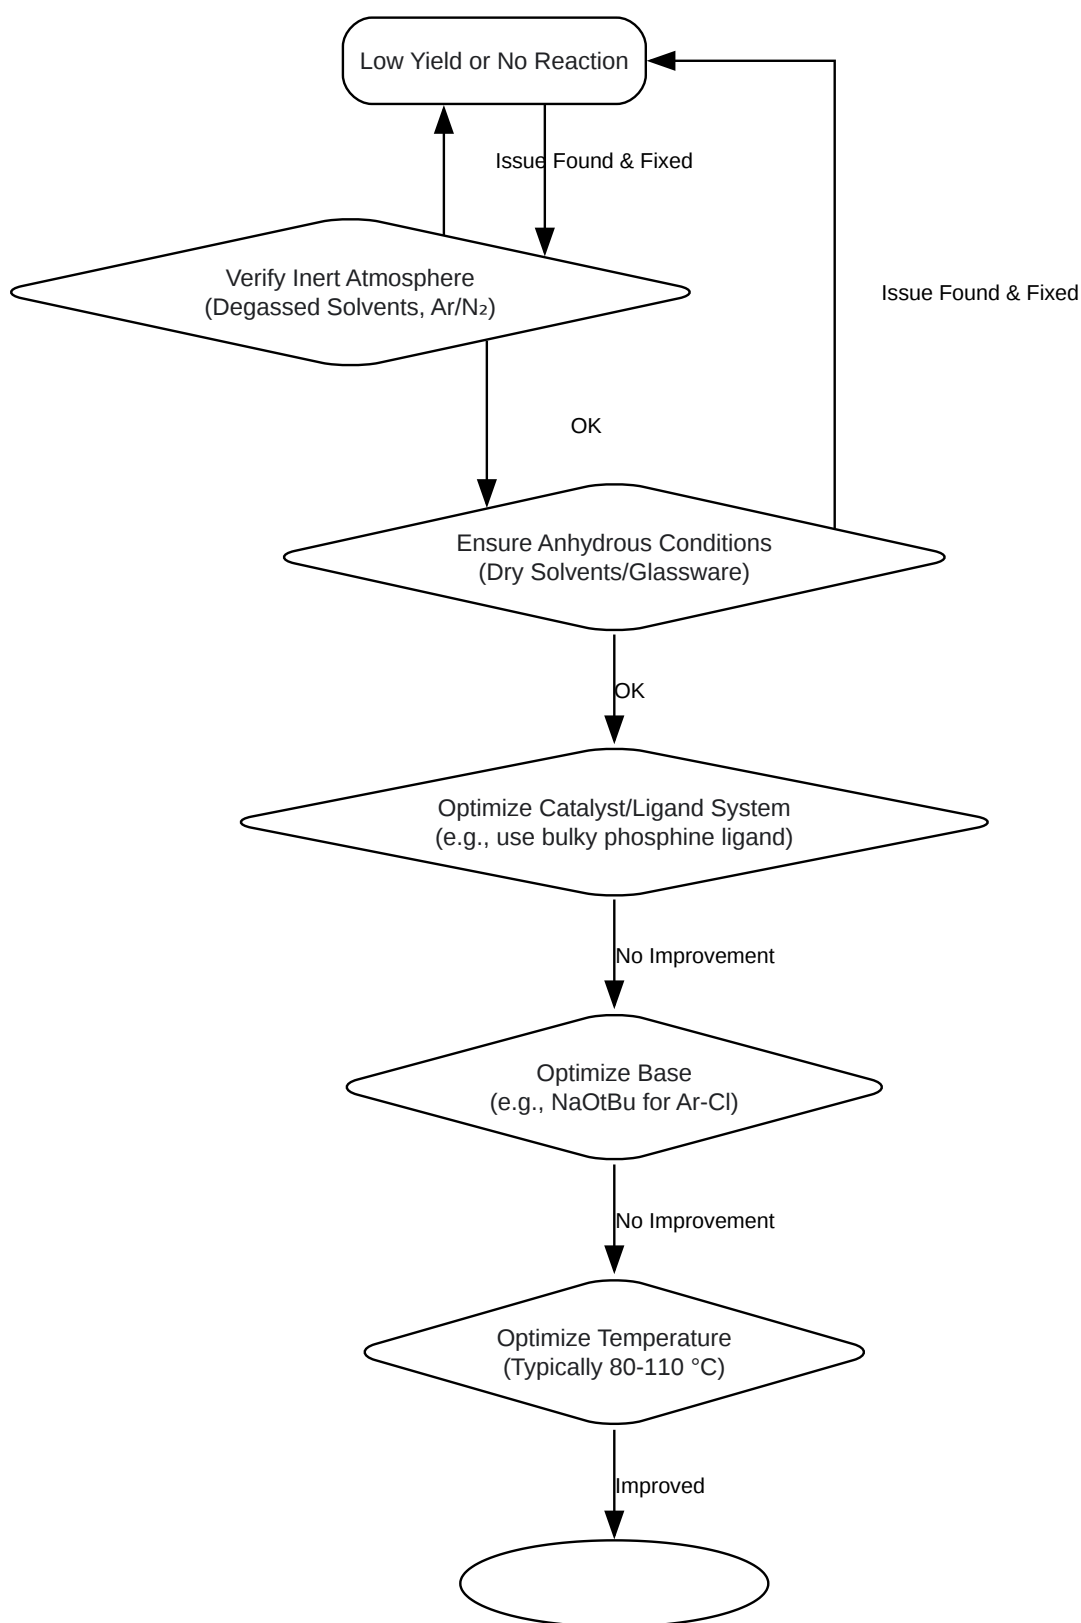 Low Yield or No Reaction
Issue Found & Fixed
Verify Inert Atmosphere
(Degassed Solvents, Ar/N₂)
Issue Found & Fixed
OK
Ensure Anhydrous Conditions
(Dry Solvents/Glassware)
OK
Optimize Catalyst/Ligand System
(e.g., use bulky phosphine ligand)
No Improvement
Optimize Base
(e.g., NaOtBu for Ar-Cl)
No Improvement
Optimize Temperature
(Typically 80-110 °C)
Improved